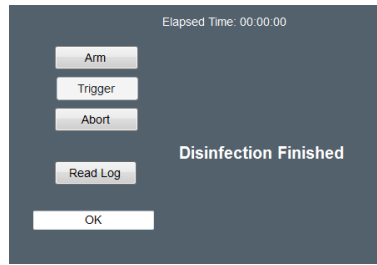 Elapsed Time: 00:00:00
Arm
Trigger
Abort
Disinfection Finished
Read Log
OK